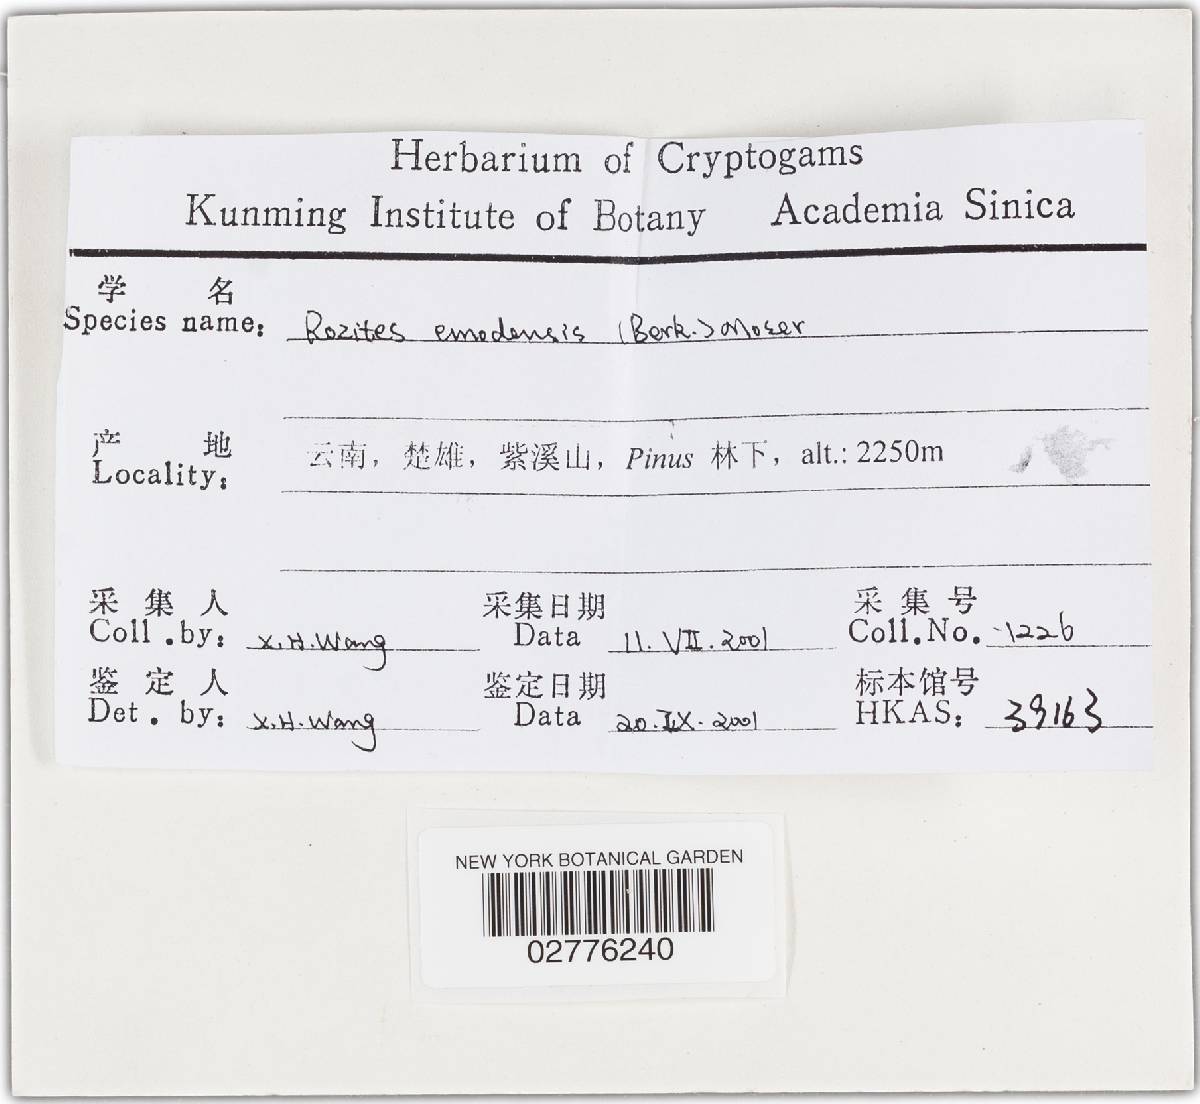 Herbarium of Cryptogams
Kunming Institute of Botany Academia Sinica
学 名
Species name: Rozites emodensis (Berk.) Moser
产 地
Locality: 云南, 楚雄, 紫溪山, Pinus 林下, alt.: 2250m
采 集 人 采集日期 采 集 号
Coll .by: X.H.Wang Data 11.VII.2001 Coll.No. 1226
鉴 定 人 鉴定日期 标本馆号
Det . by: X.H.Wang Data 20.IX.2001 HKAS: 39163
NEW YORK BOTANICAL GARDEN
02776240